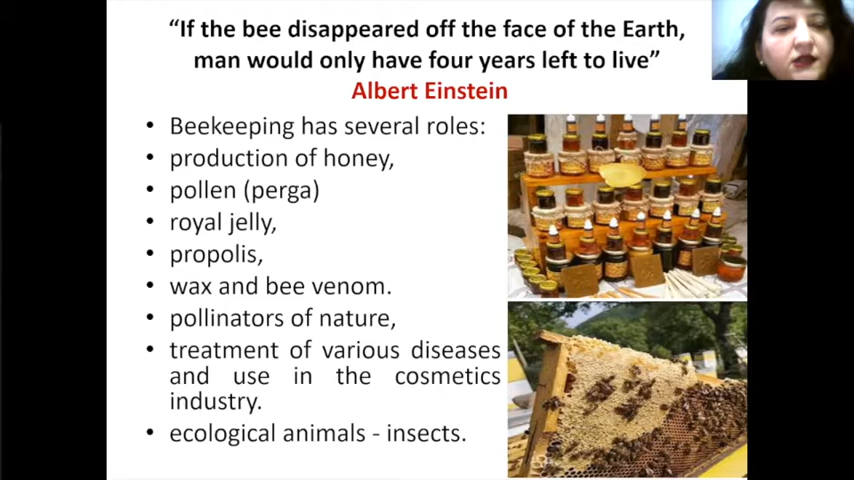 “If the bee disappeared off the face of the Earth,
man would only have four years left to live”
Albert Einstein
• Beekeeping has several roles:
• production of honey,
• pollen (perga)
• royal jelly,
• propolis,
• wax and bee venom.
• pollinators of nature,
• treatment of various diseases
and use in the cosmetics
industry.
• ecological animals - insects.